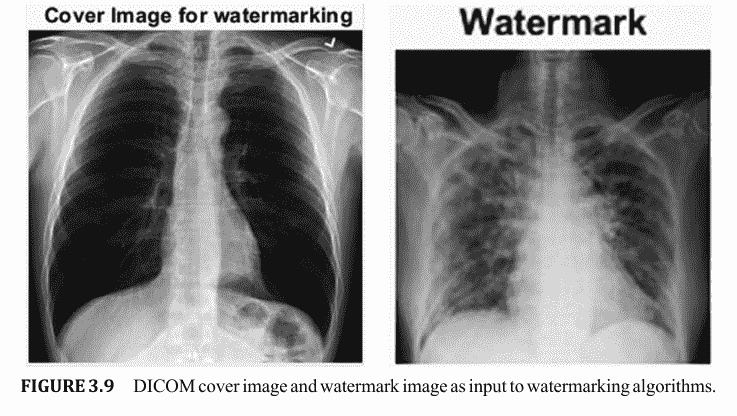 Cover Image for watermarking
Watermark
FIGURE 3.9 DICOM cover image and watermark image as input to watermarking algorithms.